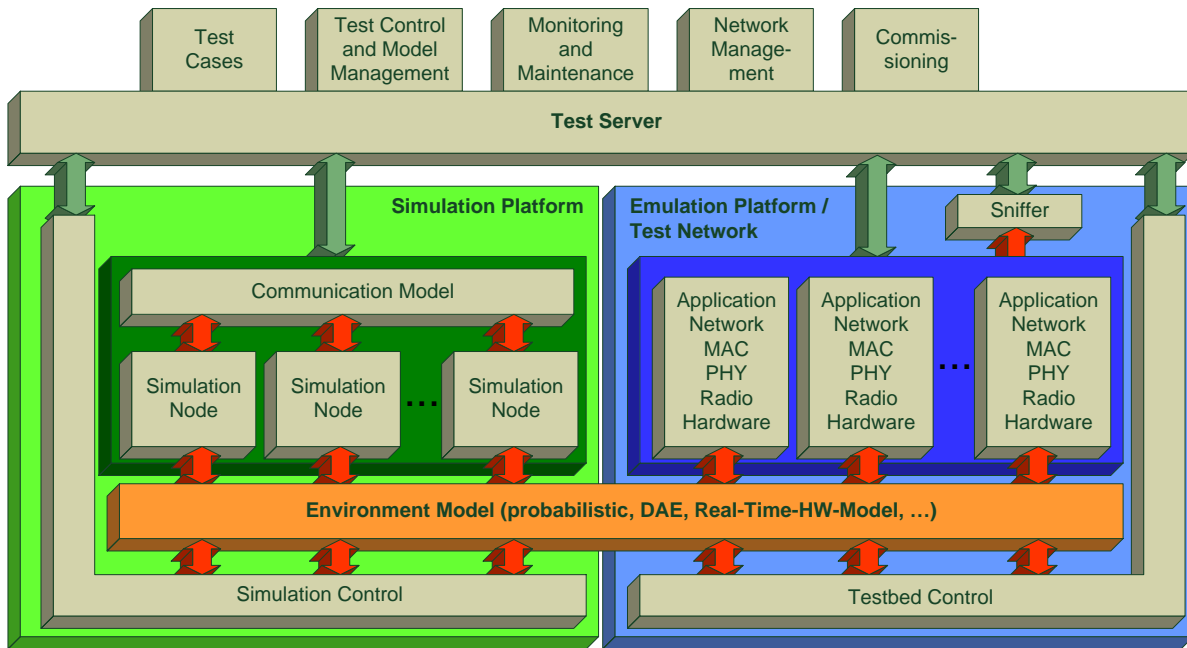 Test
Cases
Test Control
and Model
Management
Monitoring
and
Maintenance
Network
Manage-
ment
Commis-
sioning
Test Server
Simulation Platform
Emulation Platform /
Test Network
Sniffer
Communication Model
Simulation
Node
Simulation
Node
...
Simulation
Node
Application
Network
MAC
PHY
Radio
Hardware
Application
Network
MAC
PHY
Radio
Hardware
...
Application
Network
MAC
PHY
Radio
Hardware
Environment Model (probabilistic, DAE, Real-Time-HW-Model, …)
Simulation Control
Testbed Control